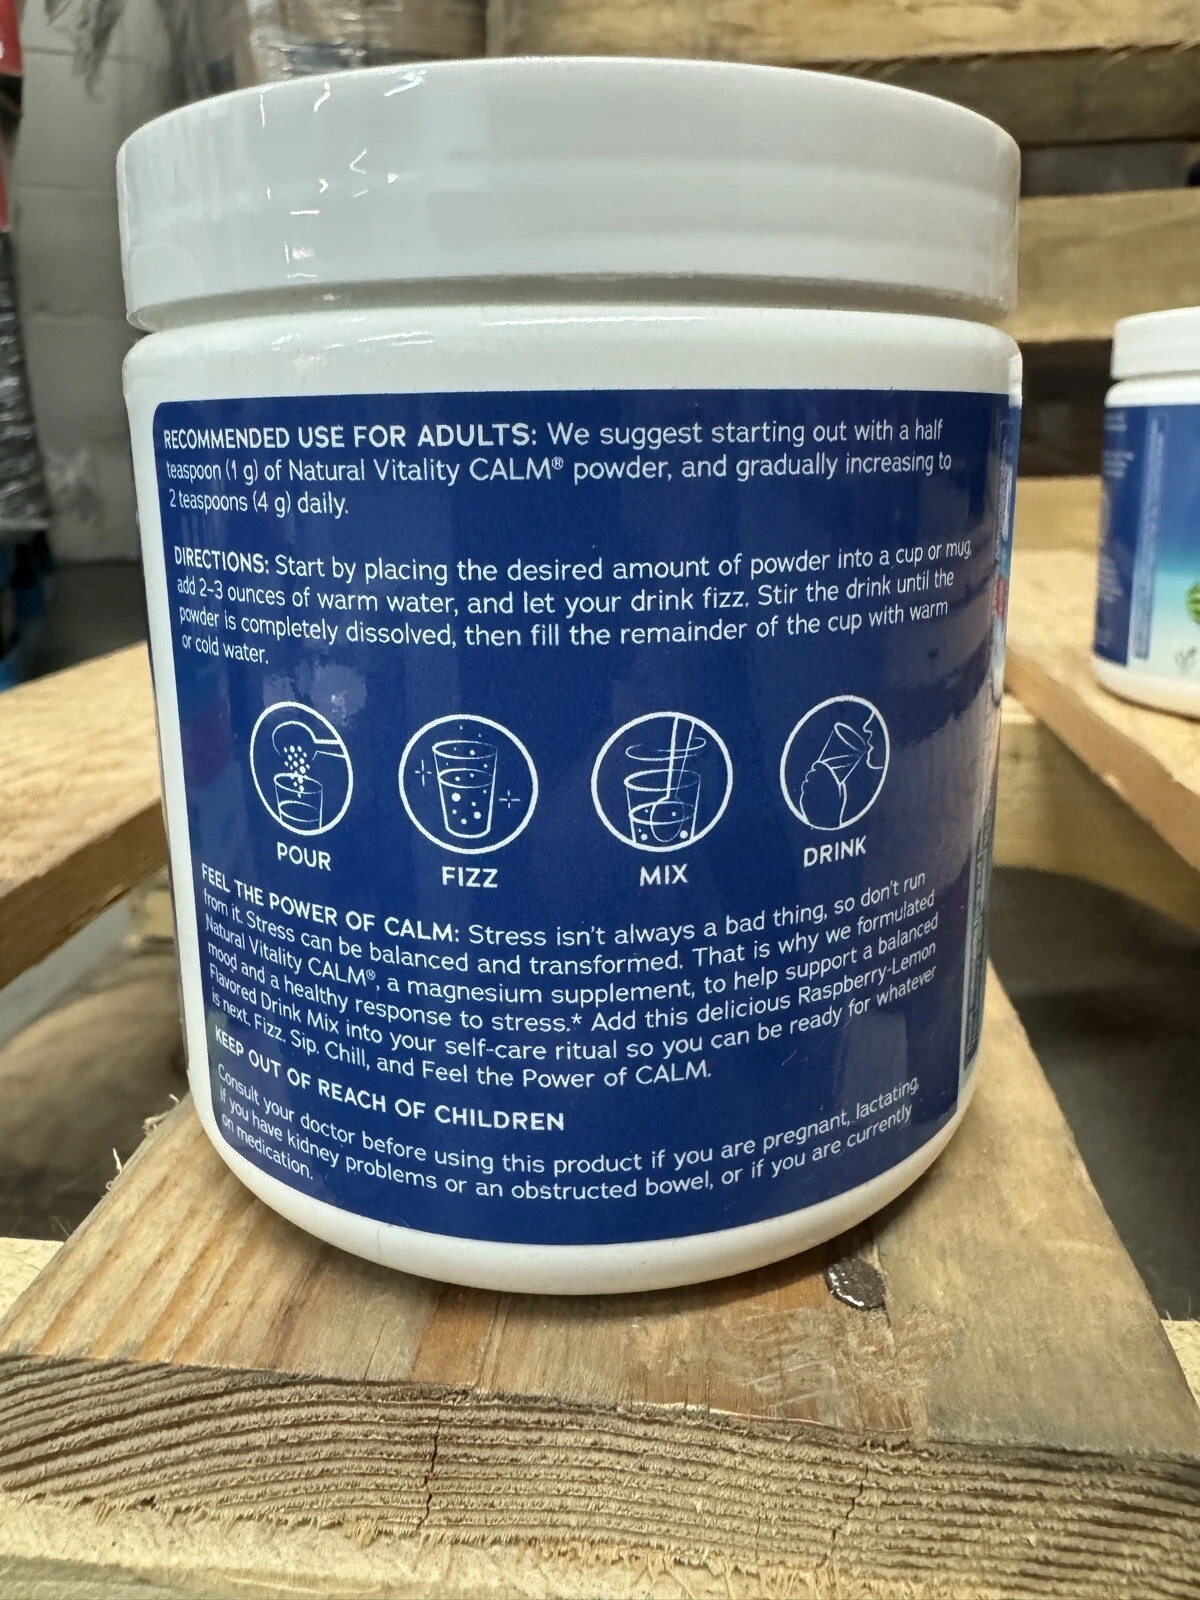 RECOMMENDED USE FOR ADULTS: We suggest starting out with a half
teaspoon (1 g) of Natural Vitality CALM® powder, and gradually increasing to
2 teaspoons (4 g) daily.
DIRECTIONS: Start by placing the desired amount of powder into a cup or mug,
add 2-3 ounces of warm water, and let your drink fizz. Stir the drink until the
powder is completely dissolved, then fill the remainder of the cup with warm
or cold water.
POUR
FIZZ
MIX
DRINK
FEEL THE POWER OF CALM: Stress isn't always a bad thing, so don't run
from it. Stress can be balanced and transformed. That is why we formulated
Natural Vitality CALM®, a magnesium supplement, to help support a balanced
mood and a healthy response to stress.* Add this delicious Raspberry-Lemon
Flavored Drink Mix into your self-care ritual so you can be ready for whatever
is next. Fizz. Sip. Chill, and Feel the Power of CALM.
KEEP OUT OF REACH OF CHILDREN
Consult your doctor before using this product if you are pregnant, lactating,
if you have kidney problems or an obstructed bowel, or if you are currently
on medication.